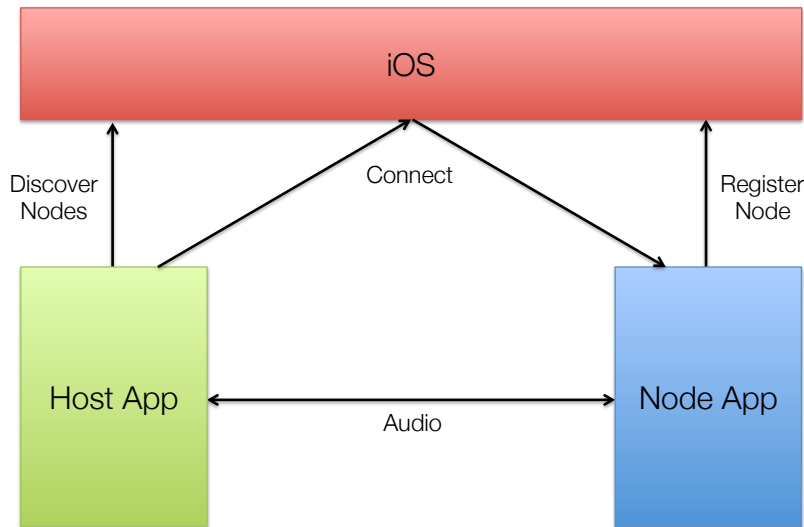 iOS
Discover
Nodes
Connect
Register
Node
Host App
Node App
Audio